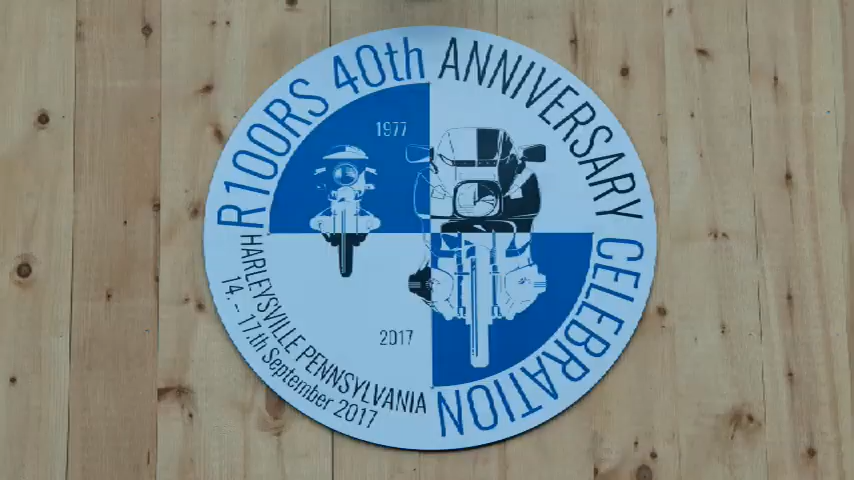 R100RS 40th ANNIVERSARY CELEBRATION
1977
2017
HARLEYSVILLE PENNSYLVANIA
14. - 17.th September 2017